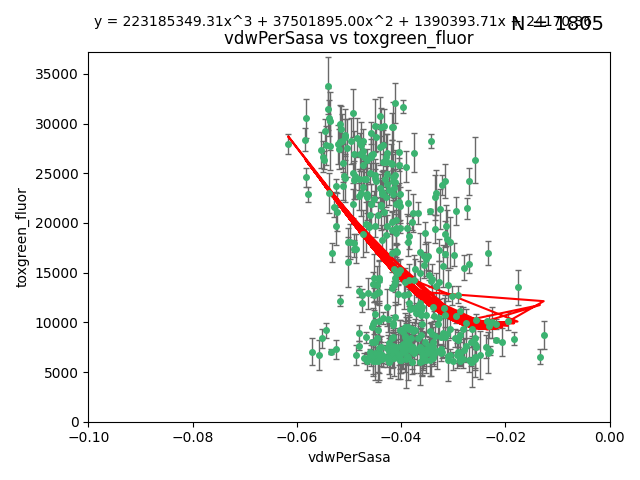 y = 223185349.31x^3 + 37501895.00x^2 + 1390393.71x +
N = 1805
vdwPerSasa vs toxgreen_fluor
toxgreen_fluor
35000
30000
25000
20000
15000
10000
5000
0
−0.10
−0.08
−0.06
−0.04
−0.02
0.00
vdwPerSasa